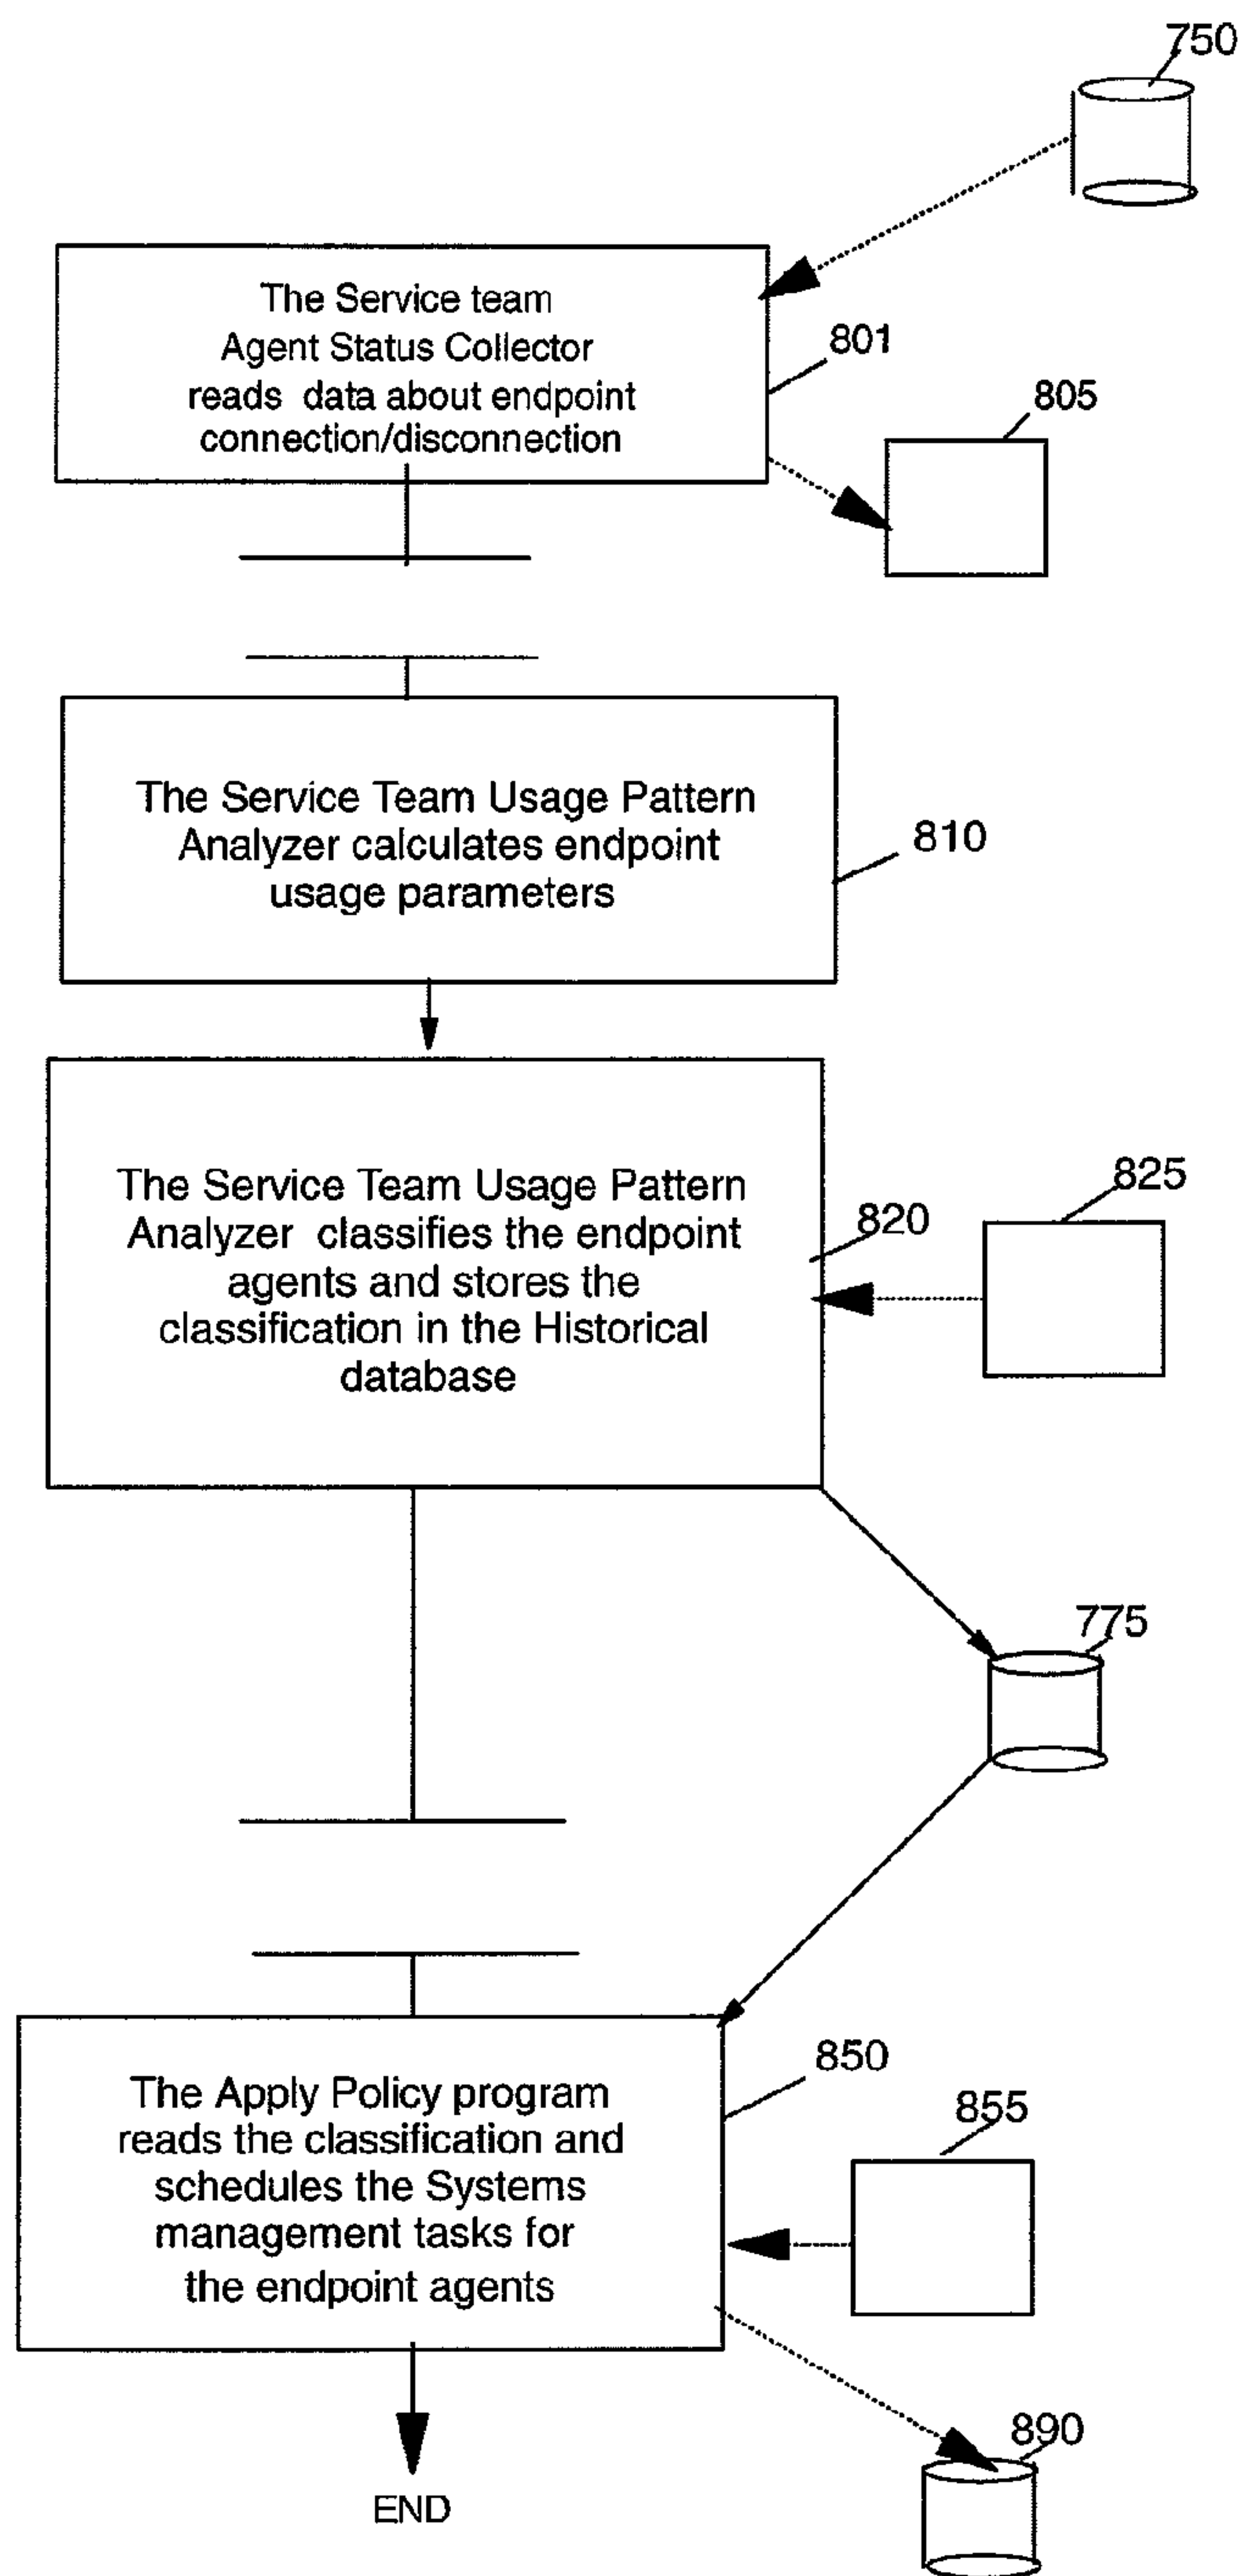 750
The Service team
Agent Status Collector
reads data about endpoint
connection/disconnection
801
805
The Service Team Usage Pattern
Analyzer calculates endpoint
usage parameters
810
The Service Team Usage Pattern
Analyzer classifies the endpoint
agents and stores the
classification in the Historical
database
820
825
775
The Apply Policy program
reads the classification and
schedules the Systems
management tasks for
the endpoint agents
850
855
890
END